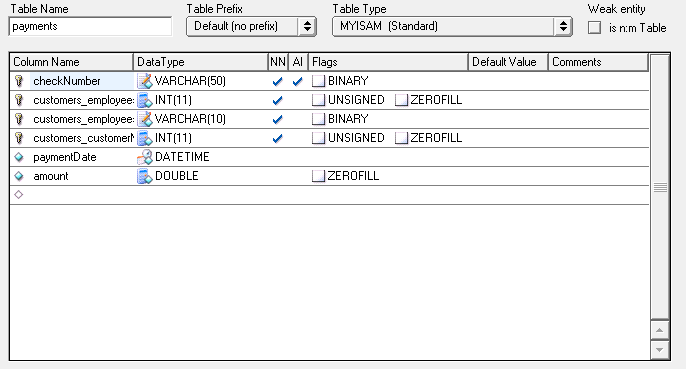 Table Name Table Prefix Table Type Weak entity
payments Default (no prefix) MYISAM (Standard) is n:m Table
Column Name DataType NN AI Flags Default Value Comments
checkNumber VARCHAR(50) BINARY
customers_employee: INT(11) UNSIGNED ZEROFILL
customers_employee: VARCHAR(10) BINARY
customers_customerN INT(11) UNSIGNED ZEROFILL
paymentDate DATETIME
amount DOUBLE ZEROFILL